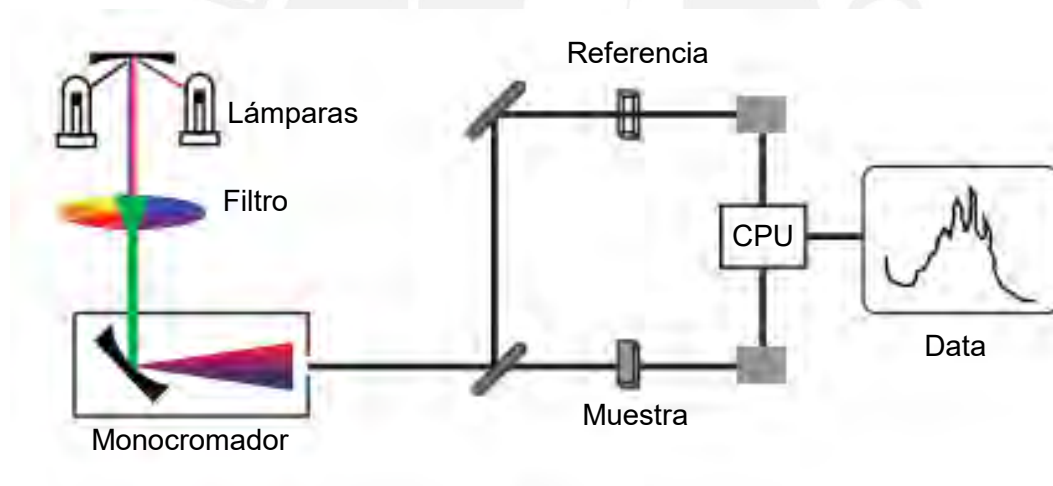 Referencia
Lámparas
Filtro
CPU
Data
Muestra
Monocromador